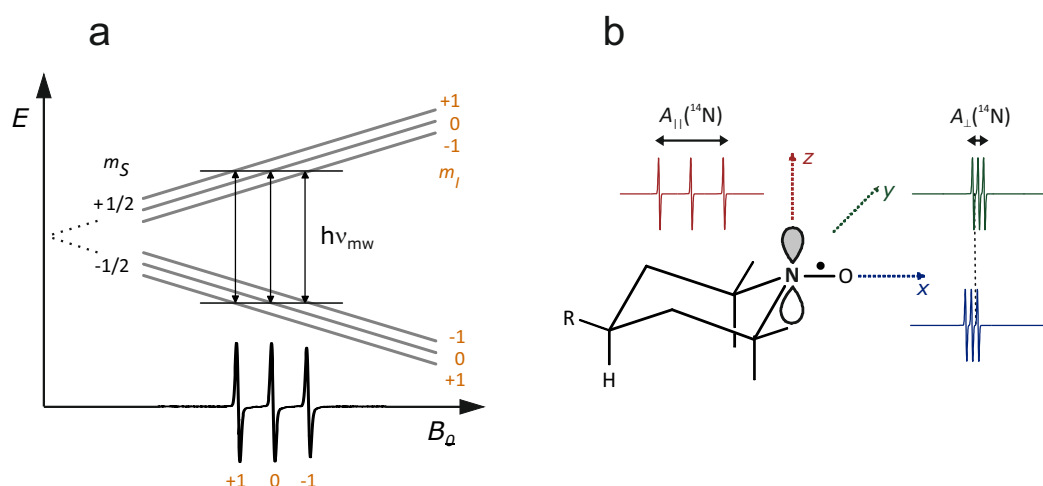 a
E
m_S
+1/2
-1/2
+1
0
-1
m_I
hν_mw
-1
0
+1
B_0
+1 0 -1
b
A_||(¹⁴N)
A_⊥(¹⁴N)
z
y
N
O
x
R
H